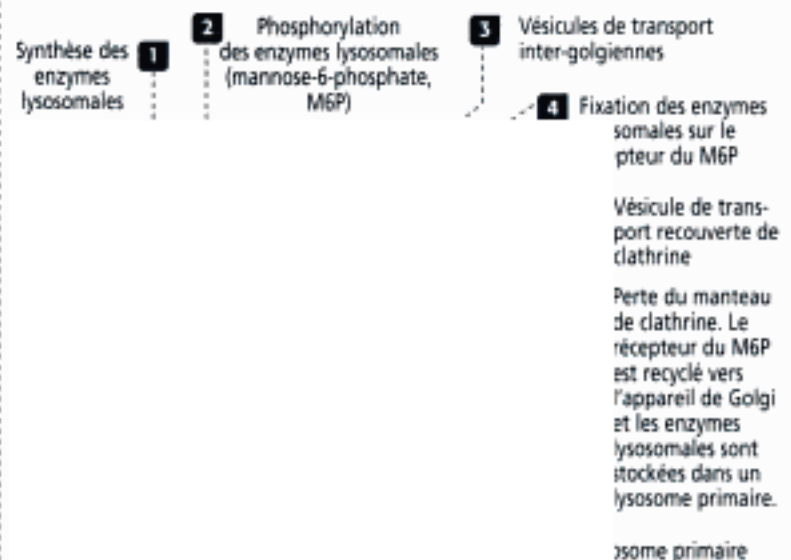 1
Synthèse des
enzymes
lysosomales
2
Phosphorylation
des enzymes lysosomales
(mannose-6-phosphate,
M6P)
3
Vésicules de transport
inter-golgiennes
4
Fixation des enzymes
somales sur le
pteur du M6P
Vésicule de trans-
port recouverte de
clathrine
Perte du manteau
de clathrine. Le
récepteur du M6P
est recyclé vers
l'appareil de Golgi
et les enzymes
lysosomales sont
stockées dans un
lysosome primaire.
osome primaire